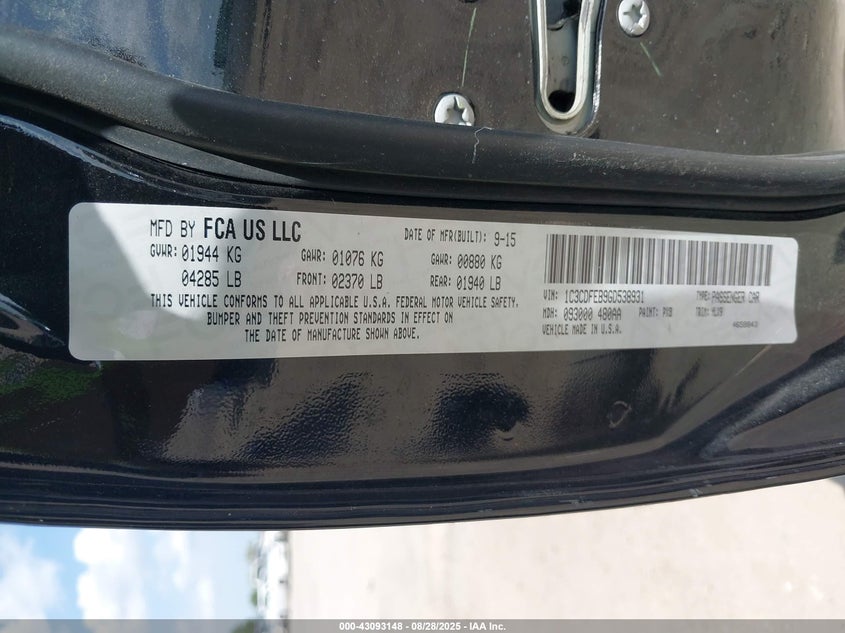 MFD BY FCA US LLC DATE OF MFR(BUILT): 9-15
GVWR: 01944 KG GAWR: 01076 KG GAWR: 00880 KG
04285 LB FRONT: 02370 LB REAR: 01940 LB
THIS VEHICLE CONFORMS TO ALL APPLICABLE U.S.A. FEDERAL MOTOR VEHICLE SAFETY,
BUMPER AND THEFT PREVENTION STANDARDS IN EFFECT ON
THE DATE OF MANUFACTURE SHOWN ABOVE.
VIN: 1C3CDFEB9GD538931 TYPE: PASSENGER CAR
MDH: 093000 480AA PAINT: PXB TRIM:
VEHICLE MADE IN U.S.A.
000-43093148 - 08/28/2025 - IAA Inc.